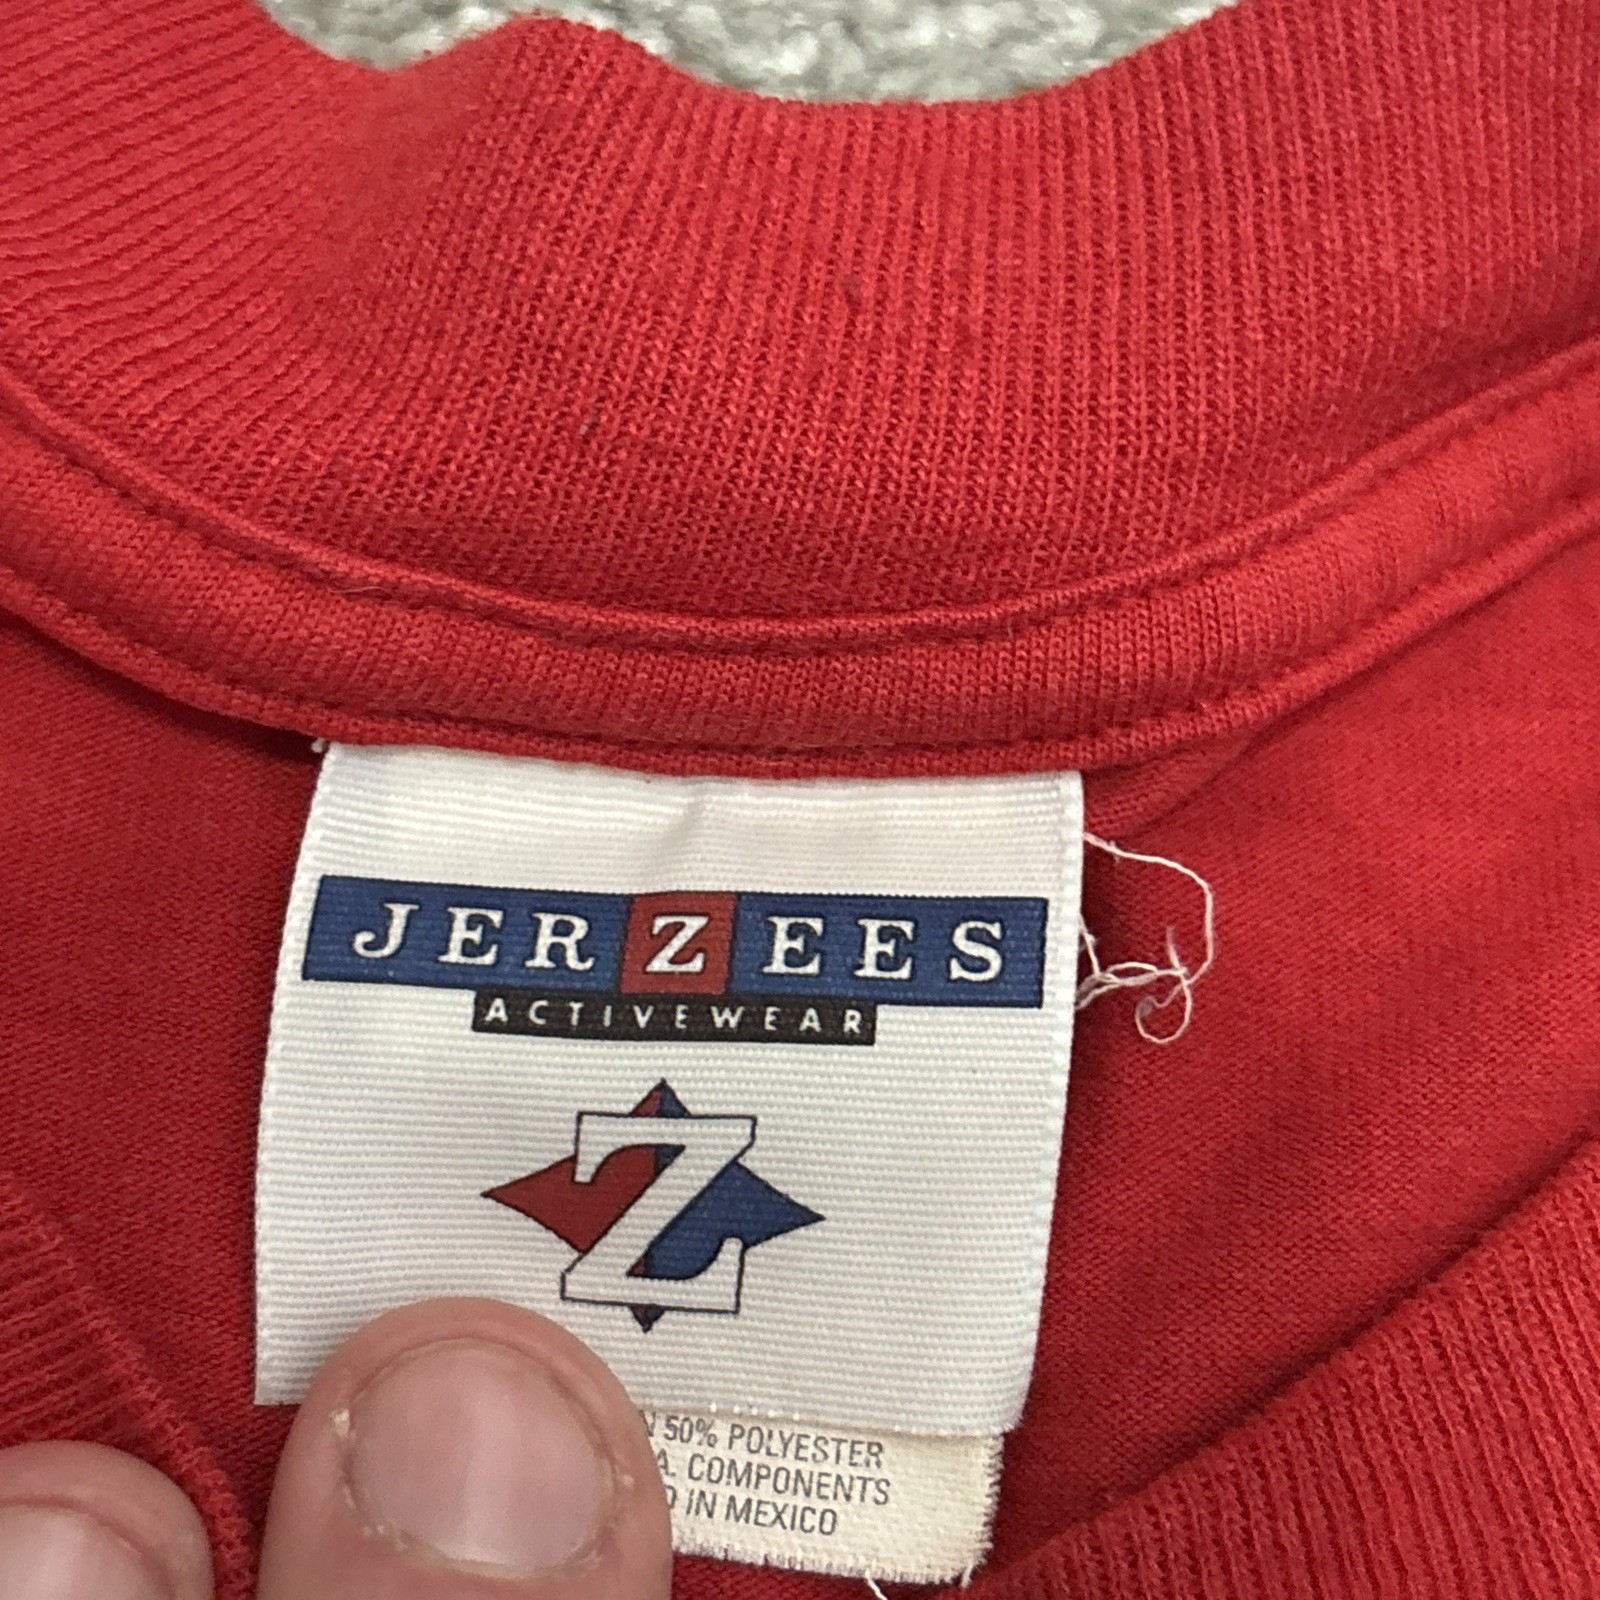 JERZEES
ACTIVEWEAR
Z
50% POLYESTER
COMPONENTS
IN MEXICO